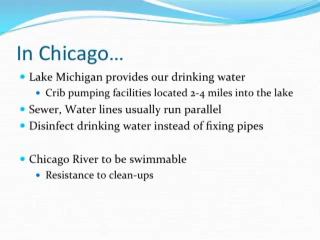 In Chicago…
Lake Michigan provides our drinking water
Crib pumping facilities located 2-4 miles into the lake
Sewer, Water lines usually run parallel
Disinfect drinking water instead of fixing pipes
Chicago River to be swimmable
Resistance to clean-ups